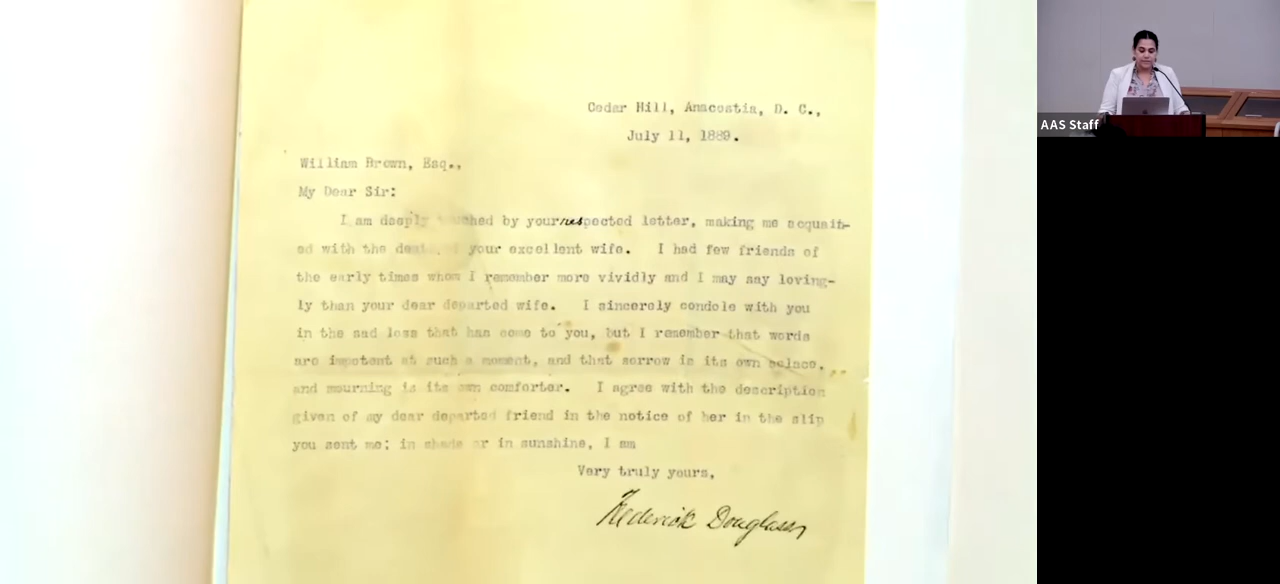 Cedar Hill, Anacostia, D. C.,
July 11, 1889.
William Brown, Esq.,
My Dear Sir:
I am deeply touched by your respected letter, making me acquait-
ed with the death of your excellent wife. I had few friends of
the early times whom I remember more vividly and I may say loving-
ly than your dear departed wife. I sincerely condole with you
in the sad loss that has come to you, but I remember that words
are impotent at such a moment, and that sorrow is its own solace,
and mourning is its own comforter. I agree with the description
given of my dear departed friend in the notice of her in the slip
you sent me; in shade or in sunshine, I am
Very truly yours,
Frederick Douglass
AAS Staff